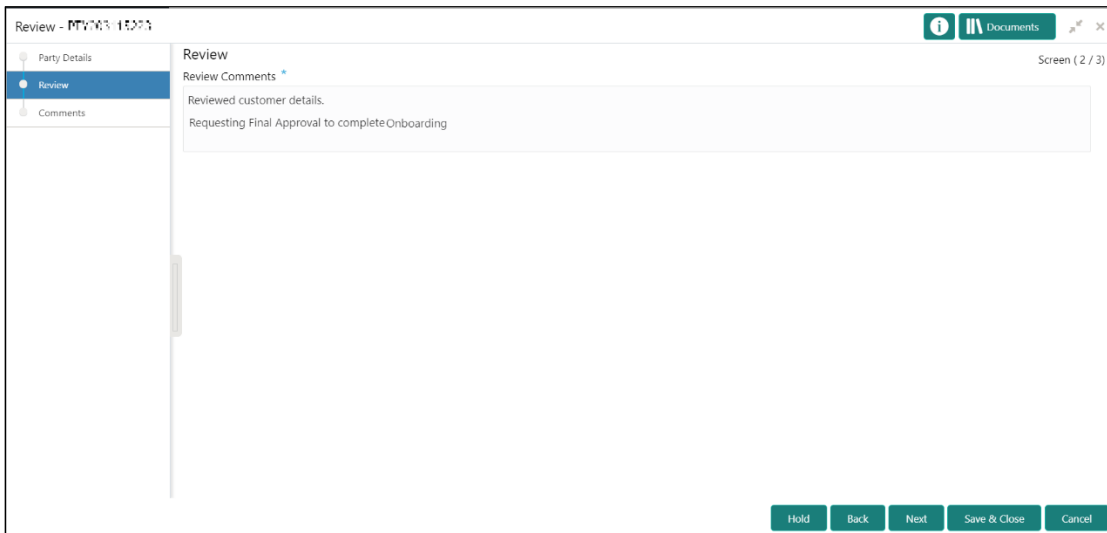 Review -
Documents
Party Details
Review
Comments
Review
Screen ( 2 / 3)
Review Comments *
Reviewed customer details.
Requesting Final Approval to complete Onboarding
Hold
Back
Next
Save & Close
Cancel